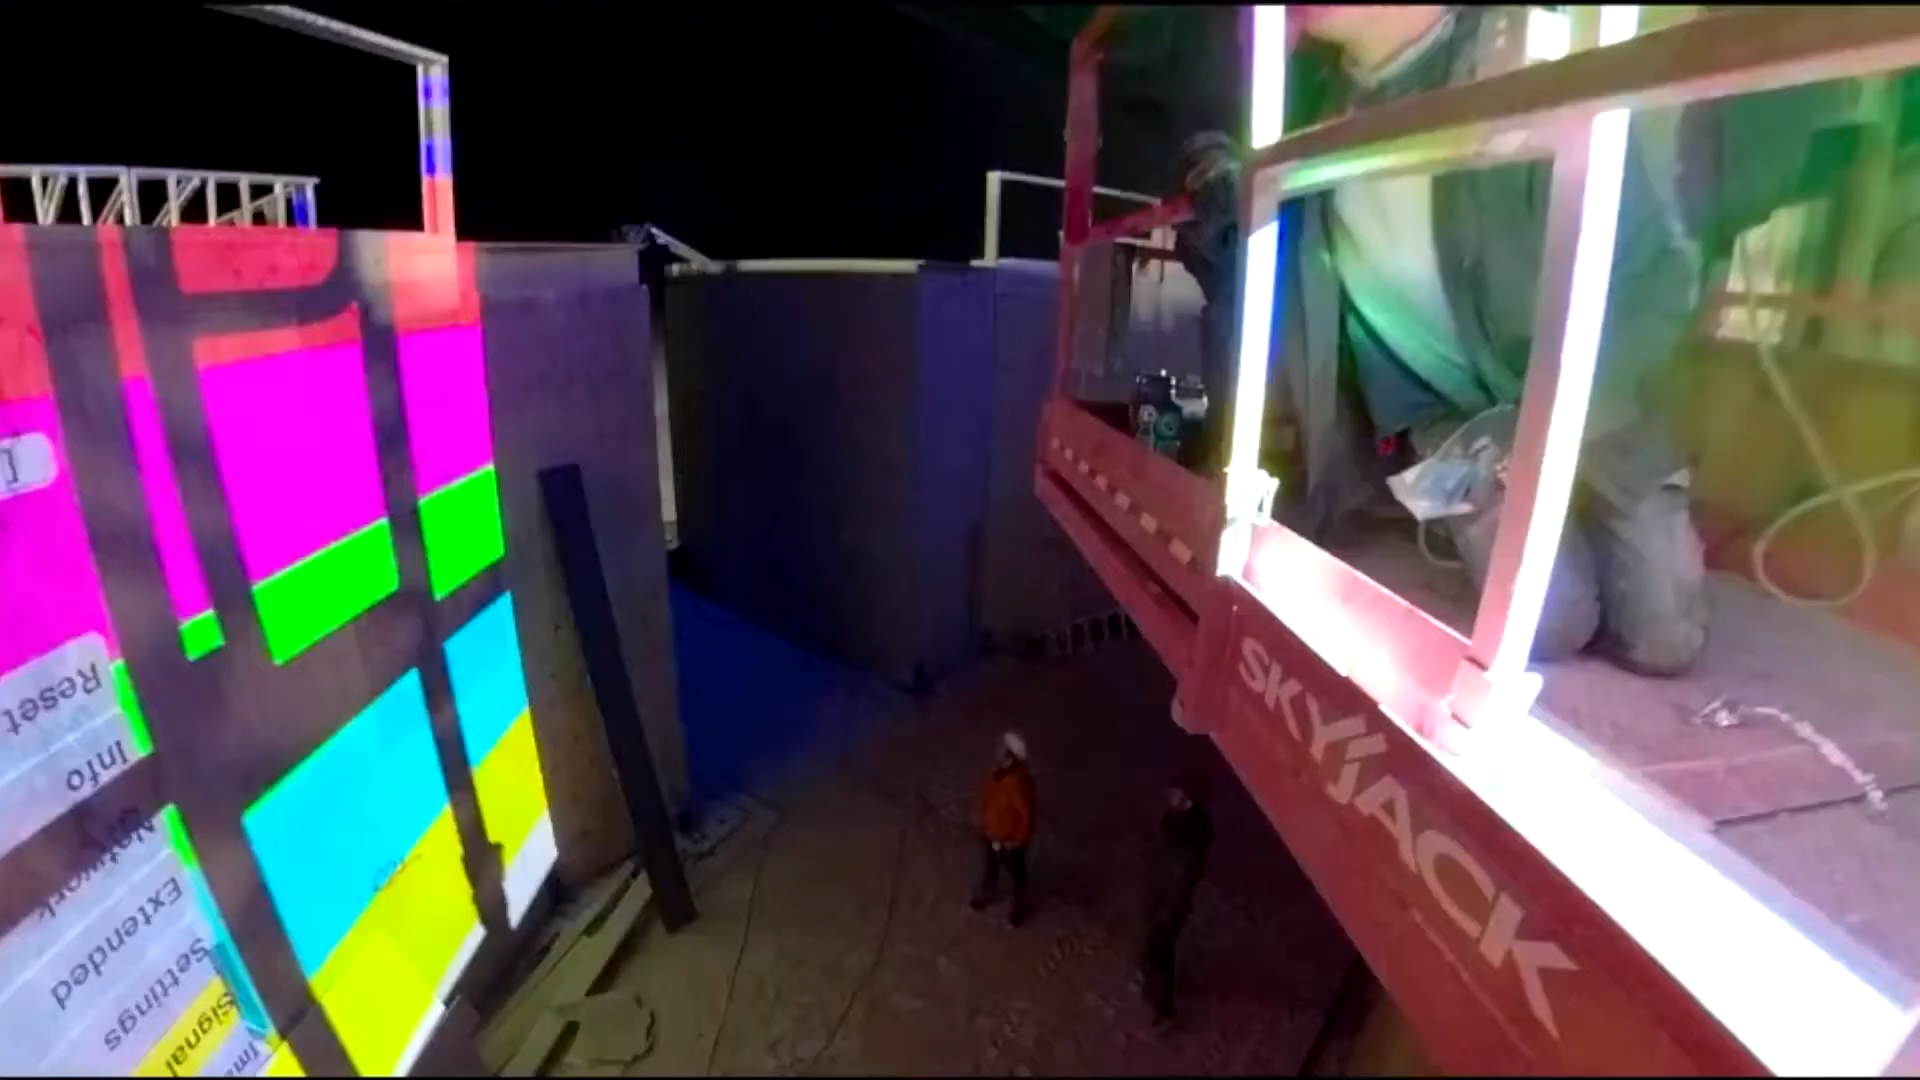 Reset
Info
Network
Extended
Settings
Signal
SKYJACK